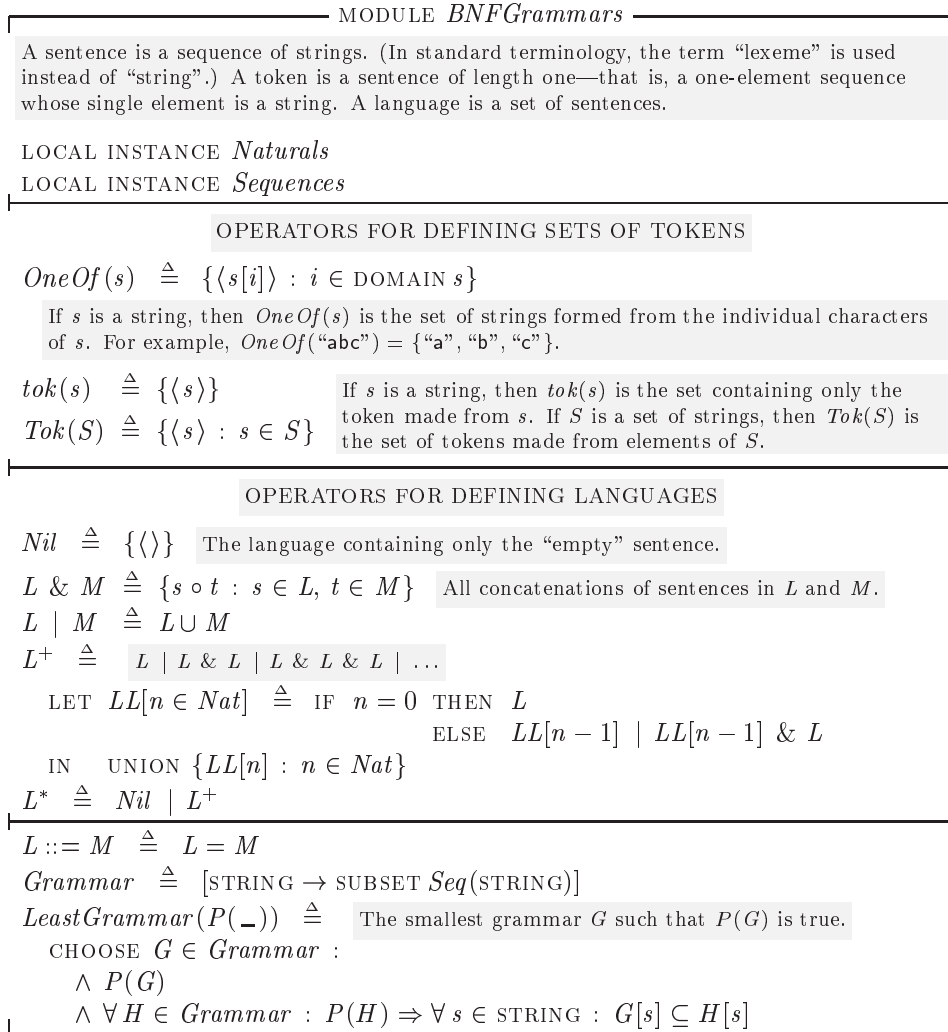 MODULE BNFGrammars
A sentence is a sequence of strings. (In standard terminology, the term “lexeme” is used
instead of “string”.) A token is a sentence of length one—that is, a one-element sequence
whose single element is a string. A language is a set of sentences.
LOCAL INSTANCE Naturals
LOCAL INSTANCE Sequences
OPERATORS FOR DEFINING SETS OF TOKENS
OneOf(s) ≜ {⟨s[i]⟩ : i ∈ DOMAIN s}
If s is a string, then OneOf(s) is the set of strings formed from the individual characters
of s. For example, OneOf(“abc”) = {“a”, “b”, “c”}.
tok(s) ≜ {⟨s⟩}
Tok(S) ≜ {⟨s⟩ : s ∈ S}
If s is a string, then tok(s) is the set containing only the
token made from s. If S is a set of strings, then Tok(S) is
the set of tokens made from elements of S.
OPERATORS FOR DEFINING LANGUAGES
Nil ≜ {⟨⟩} The language containing only the “empty” sentence.
L & M ≜ {s ∘ t : s ∈ L, t ∈ M} All concatenations of sentences in L and M.
L | M ≜ L ∪ M
L⁺ ≜ L | L & L | L & L & L | ...
LET LL[n ∈ Nat] ≜ IF n = 0 THEN L
ELSE LL[n − 1] | LL[n − 1] & L
IN UNION {LL[n] : n ∈ Nat}
L* ≜ Nil | L⁺
L ::= M ≜ L = M
Grammar ≜ [STRING → SUBSET Seq(STRING)]
LeastGrammar(P(_)) ≜ The smallest grammar G such that P(G) is true.
CHOOSE G ∈ Grammar :
∧ P(G)
∧ ∀ H ∈ Grammar : P(H) ⇒ ∀ s ∈ STRING : G[s] ⊆ H[s]